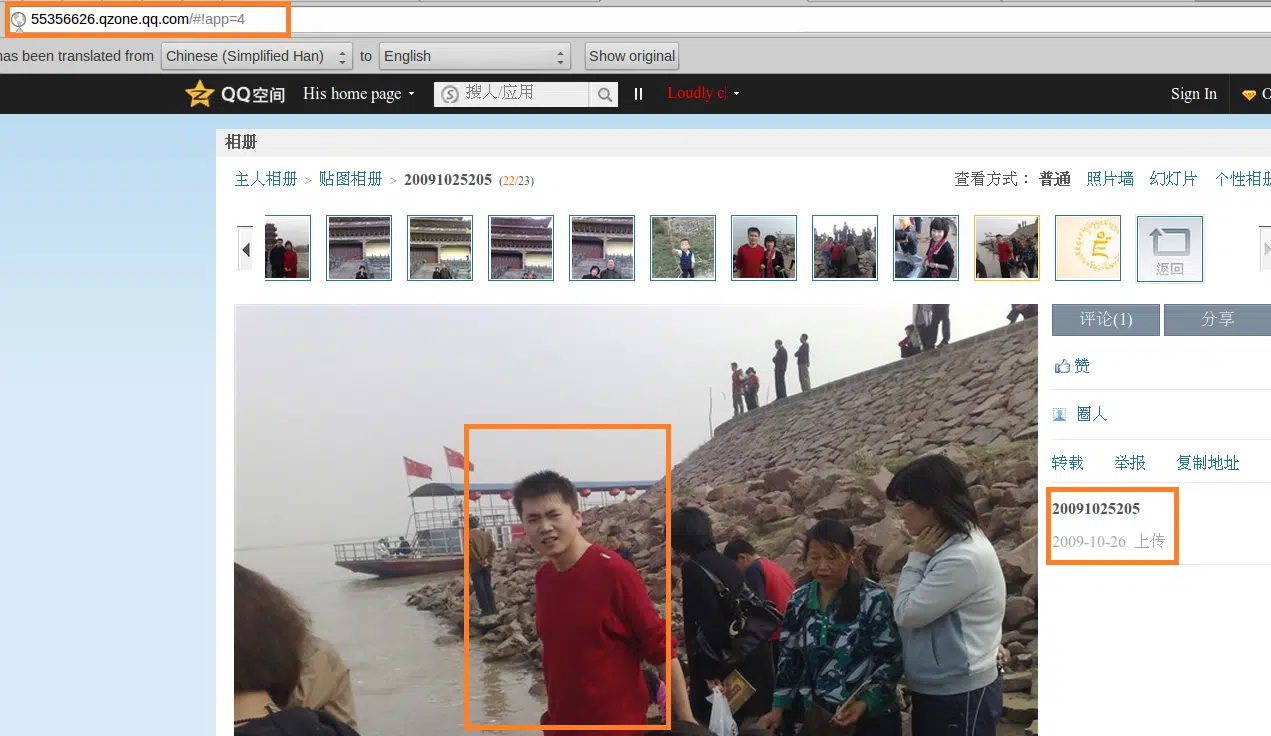 55356626.qzone.qq.com/#!app=4
has been translated from Chinese (Simplified Han) to English Show original
QQ空间 His home page 搜人/应用 Loudly Sign In
相册
主人相册 > 贴图相册 > 20091025205 (22/23) 查看方式： 普通 照片墙 幻灯片 个性相册
返回
评论(1) 分享
赞
圈人
转载 举报 复制地址
20091025205
2009-10-26 上传